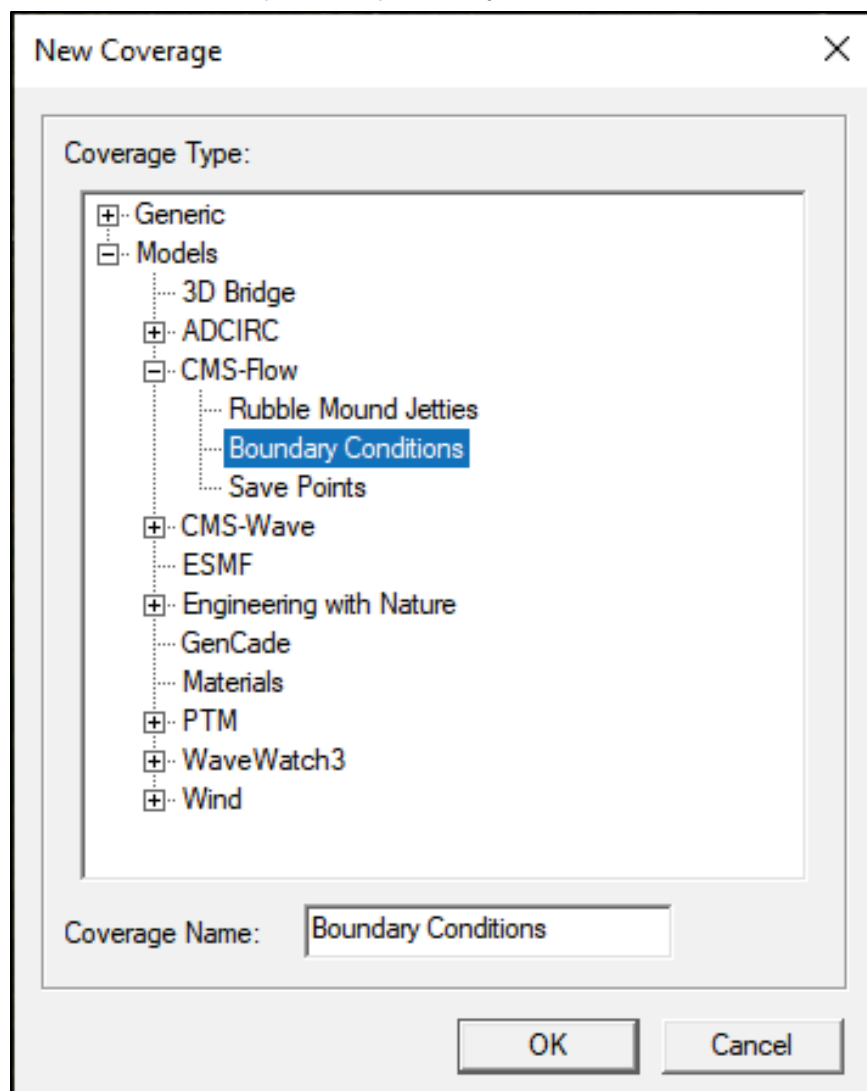 New Coverage
Coverage Type:
Generic
Models
3D Bridge
ADCIRC
CMS-Flow
Rubble Mound Jetties
Boundary Conditions
Save Points
CMS-Wave
ESMF
Engineering with Nature
GenCade
Materials
PTM
WaveWatch3
Wind
Coverage Name: Boundary Conditions
OK Cancel